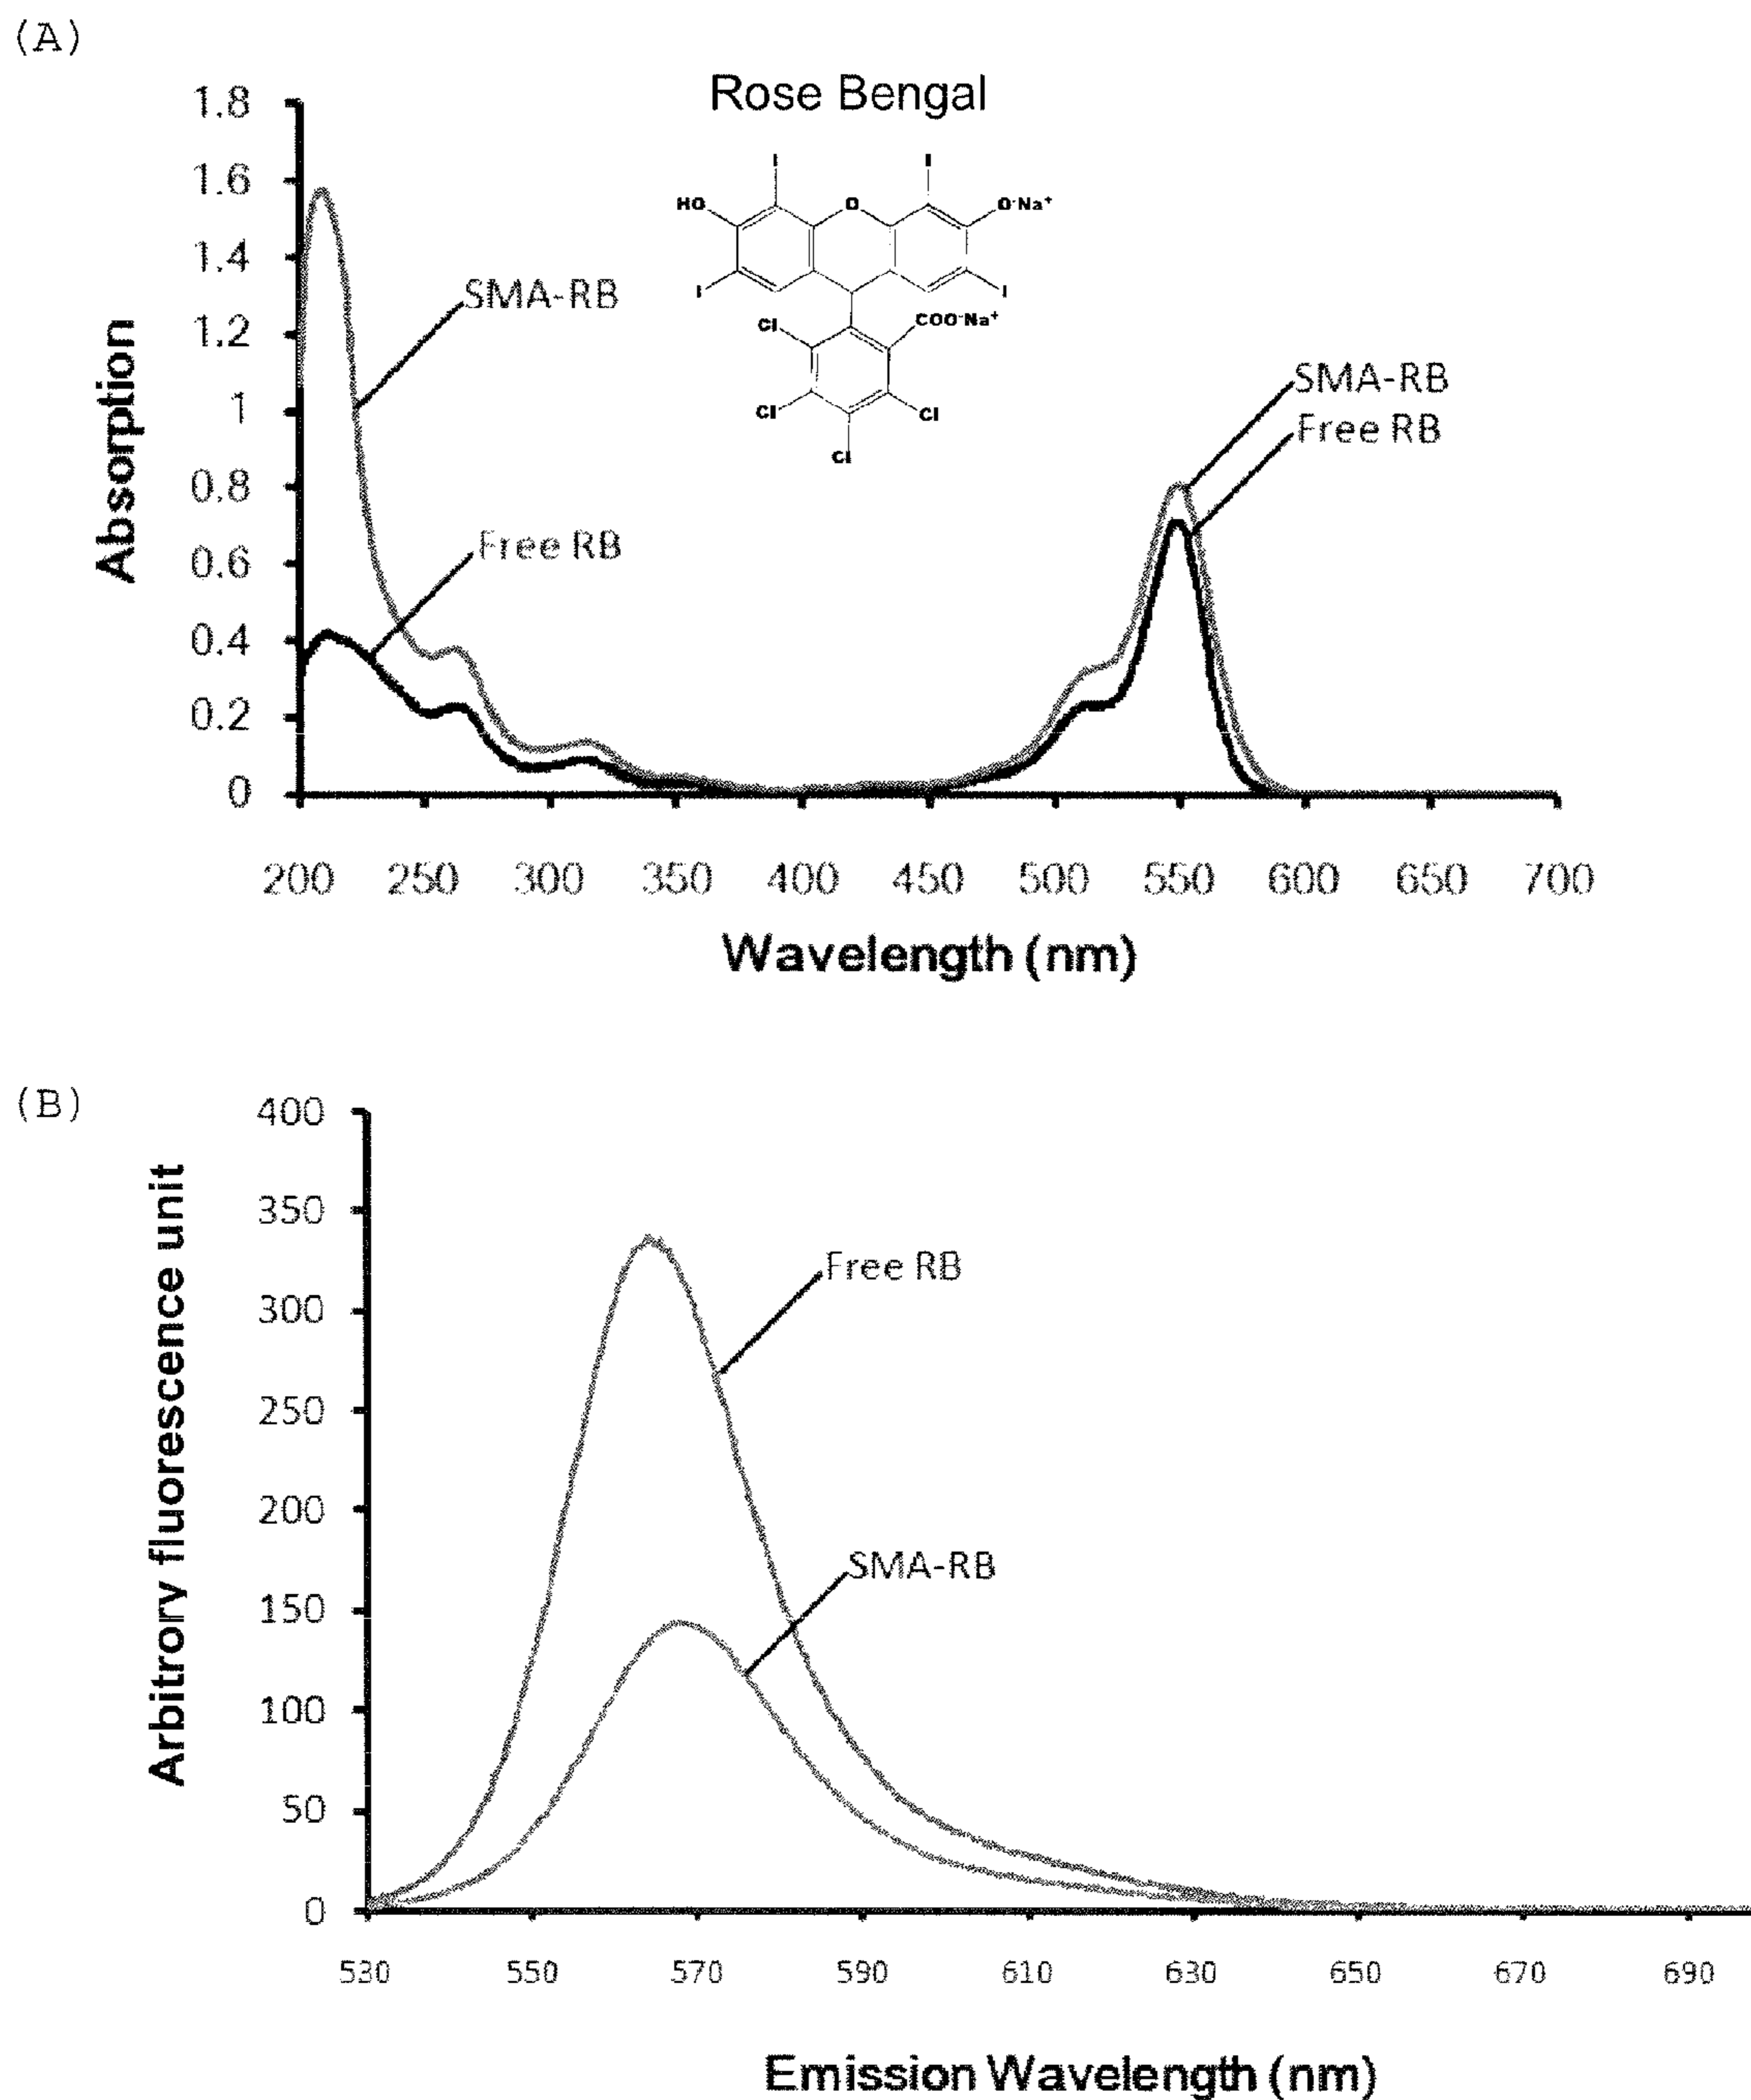 (A)
Rose Bengal
1.8
1.6
1.4
1.2
1
0.8
0.6
0.4
0.2
0
Absorption
I
I
HO
O
O-Na+
I
I
Cl
COO-Na+
Cl
Cl
Cl
SMA-RB
Free RB
SMA-RB
Free RB
200 250 300 350 400 450 500 550 600 650 700
Wavelength (nm)
(B)
400
350
300
250
200
150
100
50
0
Arbitrory fluorescence unit
Free RB
SMA-RB
530 550 570 590 610 630 650 670 690
Emission Wavelength (nm)